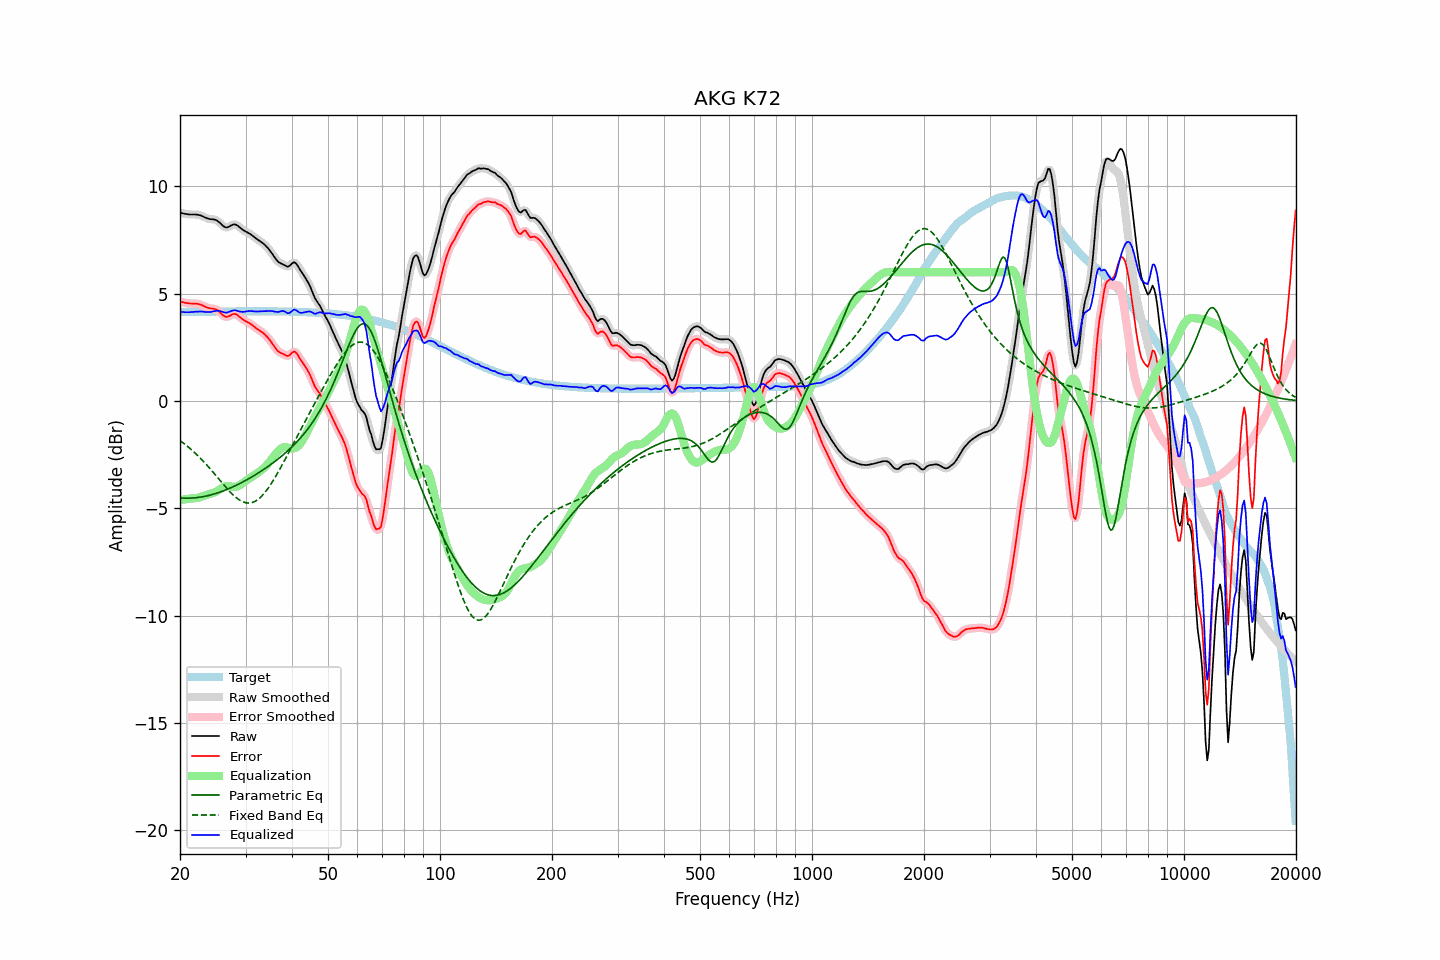 AKG K72
Amplitude (dBr)
10
5
0
−5
−10
−15
−20
Target
Raw Smoothed
Error Smoothed
Raw
Error
Equalization
Parametric Eq
Fixed Band Eq
Equalized
20 50 100 200 500 1000 2000 5000 10000 20000
Frequency (Hz)